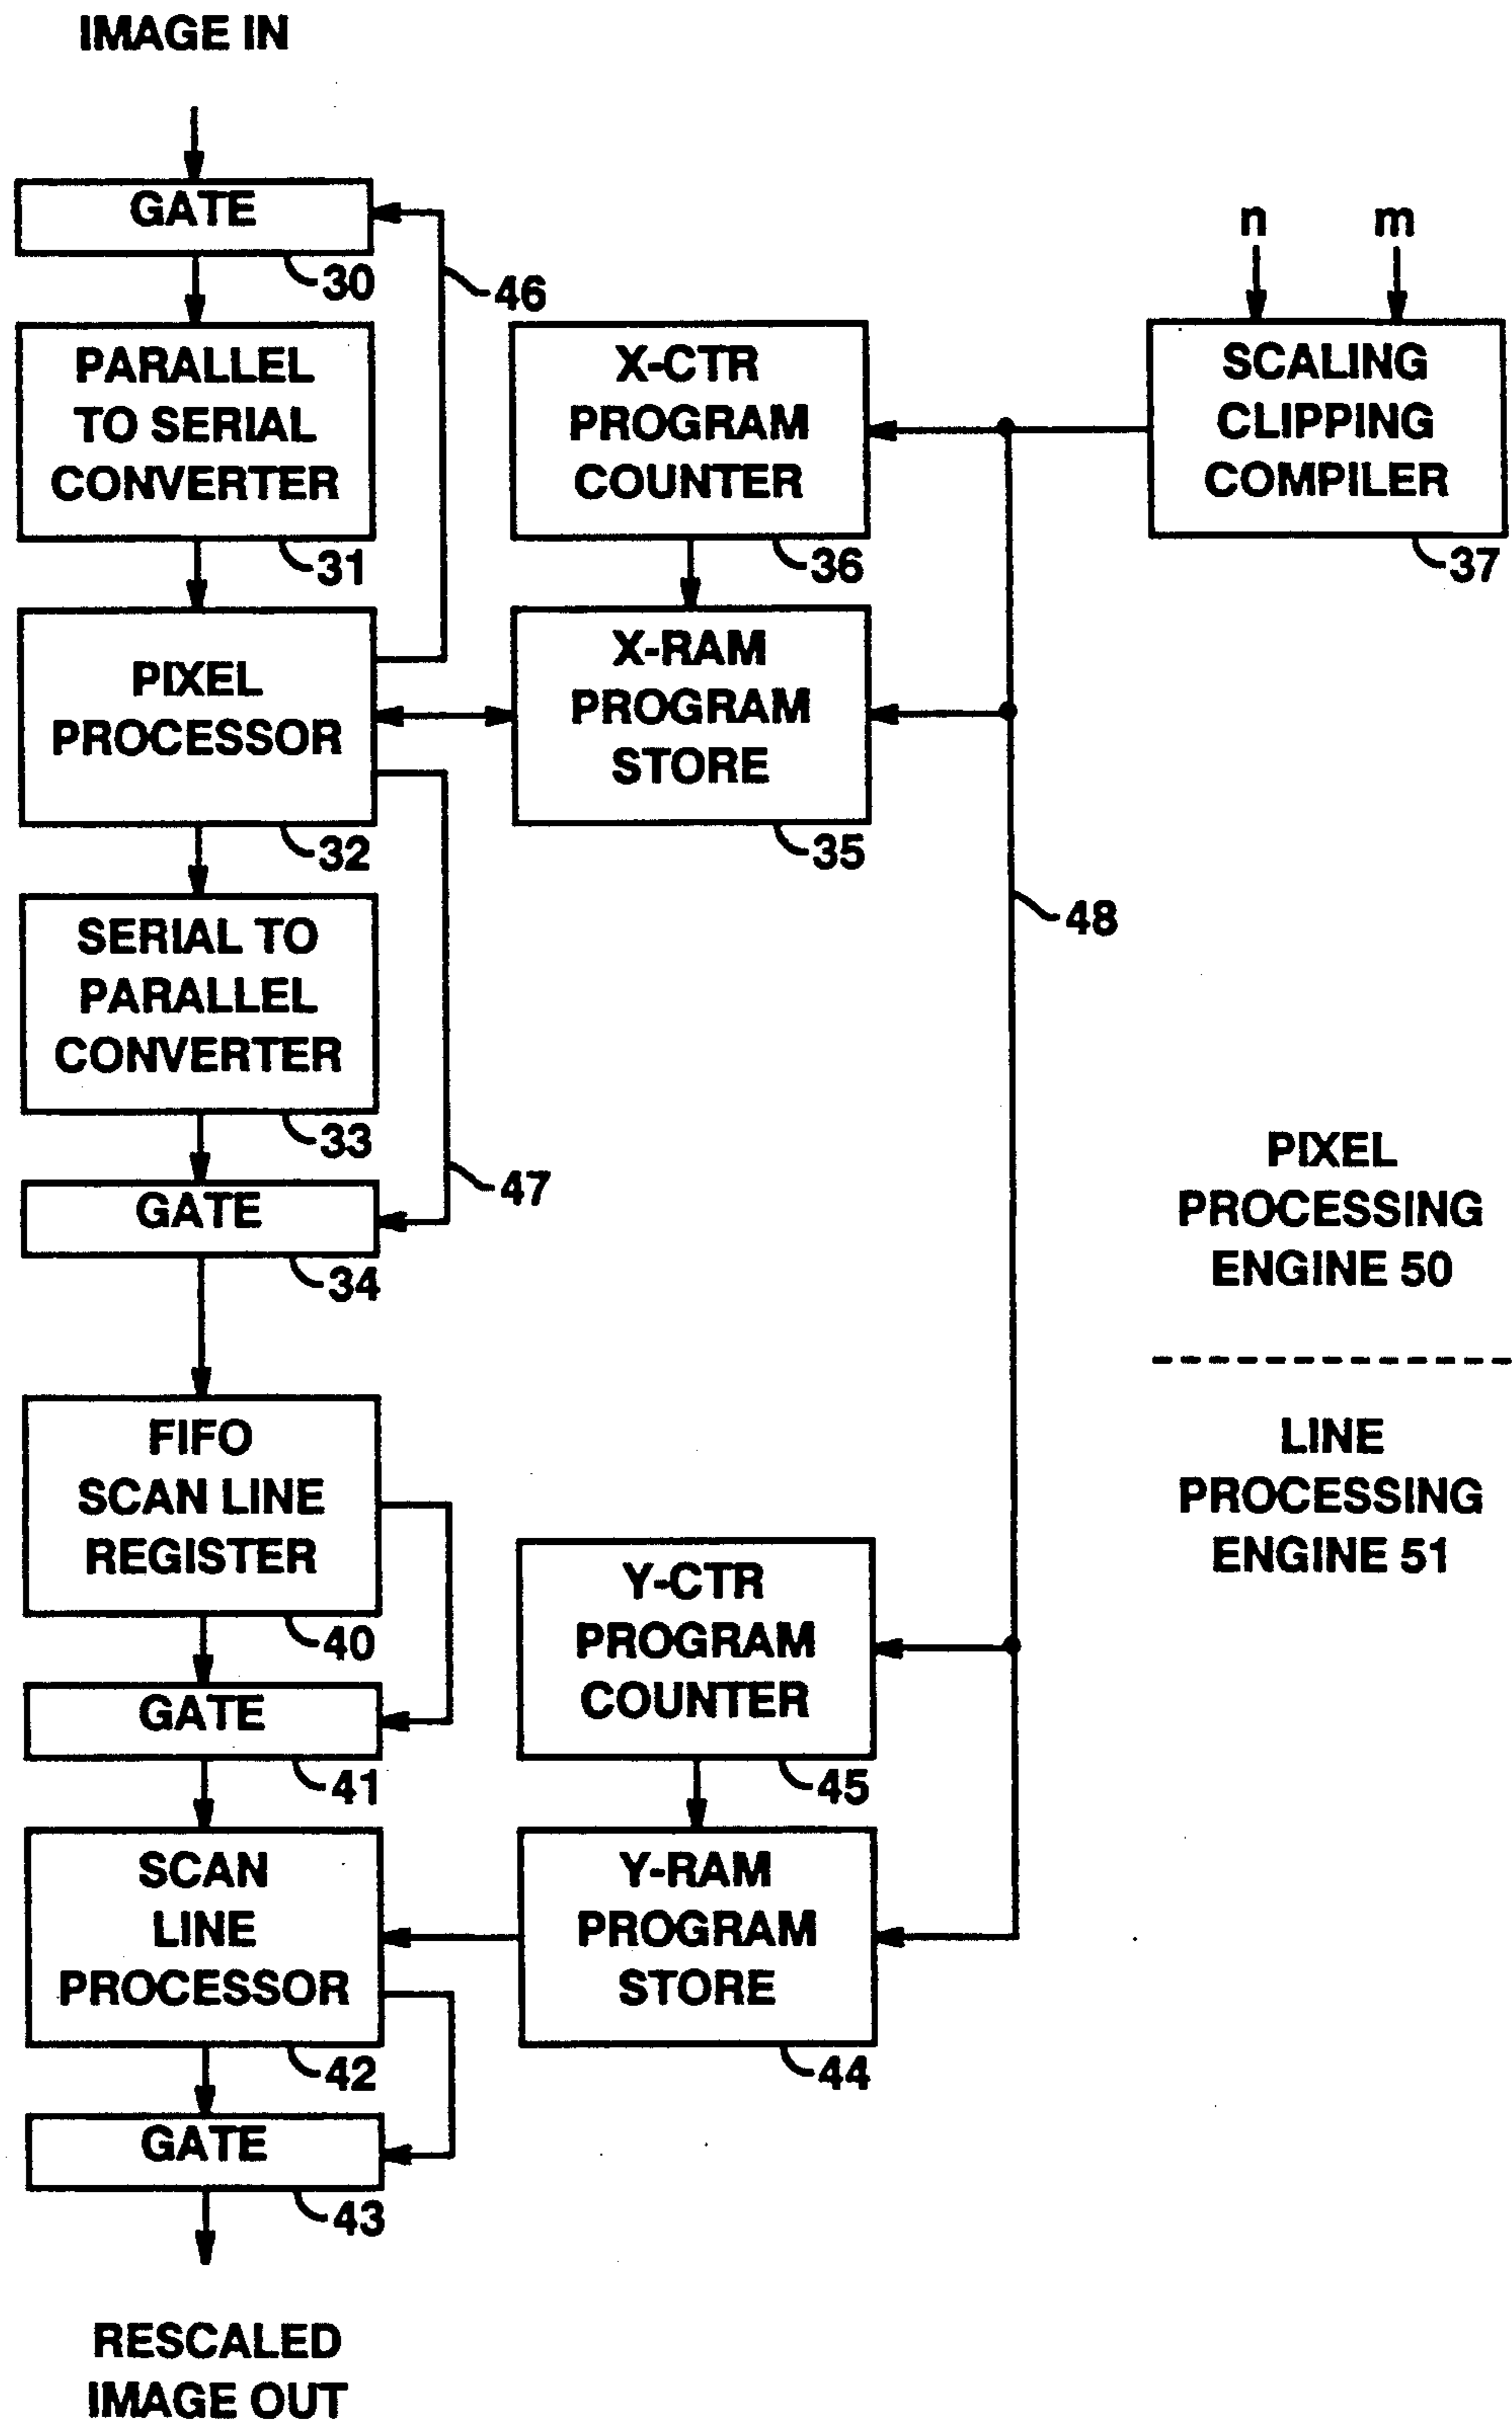 IMAGE IN
GATE
30
46
n
m
PARALLEL
TO SERIAL
CONVERTER
31
X-CTR
PROGRAM
COUNTER
36
SCALING
CLIPPING
COMPILER
37
PIXEL
PROCESSOR
32
X-RAM
PROGRAM
STORE
35
48
SERIAL TO
PARALLEL
CONVERTER
33
47
GATE
34
PIXEL
PROCESSING
ENGINE 50
LINE
PROCESSING
ENGINE 51
FIFO
SCAN LINE
REGISTER
40
GATE
41
Y-CTR
PROGRAM
COUNTER
45
SCAN
LINE
PROCESSOR
42
Y-RAM
PROGRAM
STORE
44
GATE
43
RESCALED
IMAGE OUT